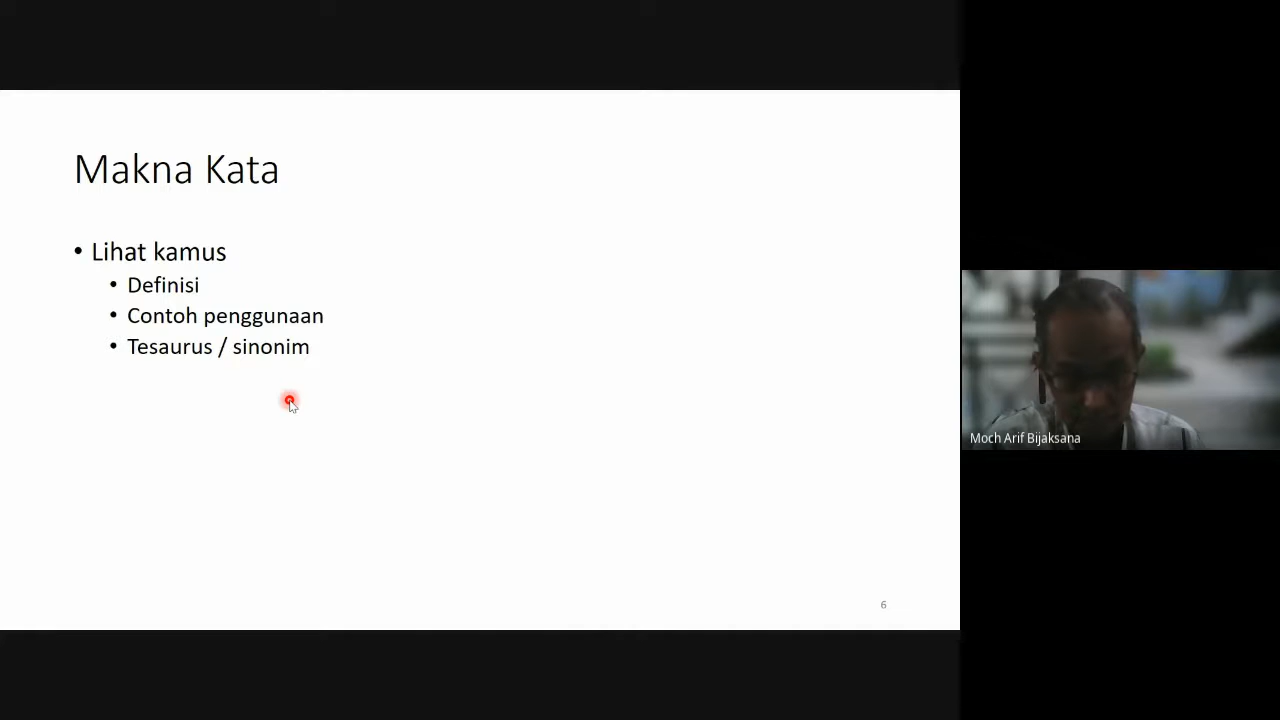 Makna Kata
• Lihat kamus
• Definisi
• Contoh penggunaan
• Tesaurus / sinonim
6
Moch Arif Bijaksana